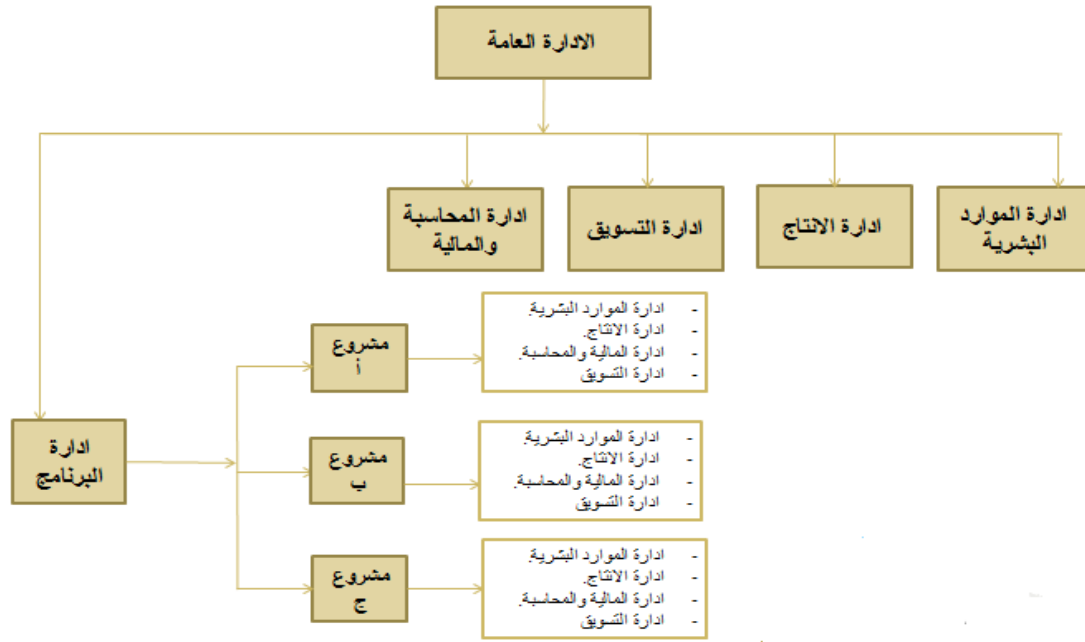 الادارة العامة
ادارة الموارد
البشرية
ادارة الانتاج
ادارة التسويق
ادارة المحاسبة
والمالية
ادارة
البرنامج
مشروع
أ
- ادارة الموارد البشرية.
- ادارة الانتاج.
- ادارة المالية والمحاسبة.
- ادارة التسويق
مشروع
ب
- ادارة الموارد البشرية.
- ادارة الانتاج.
- ادارة المالية والمحاسبة.
- ادارة التسويق
مشروع
ج
- ادارة الموارد البشرية.
- ادارة الانتاج.
- ادارة المالية والمحاسبة.
- ادارة التسويق